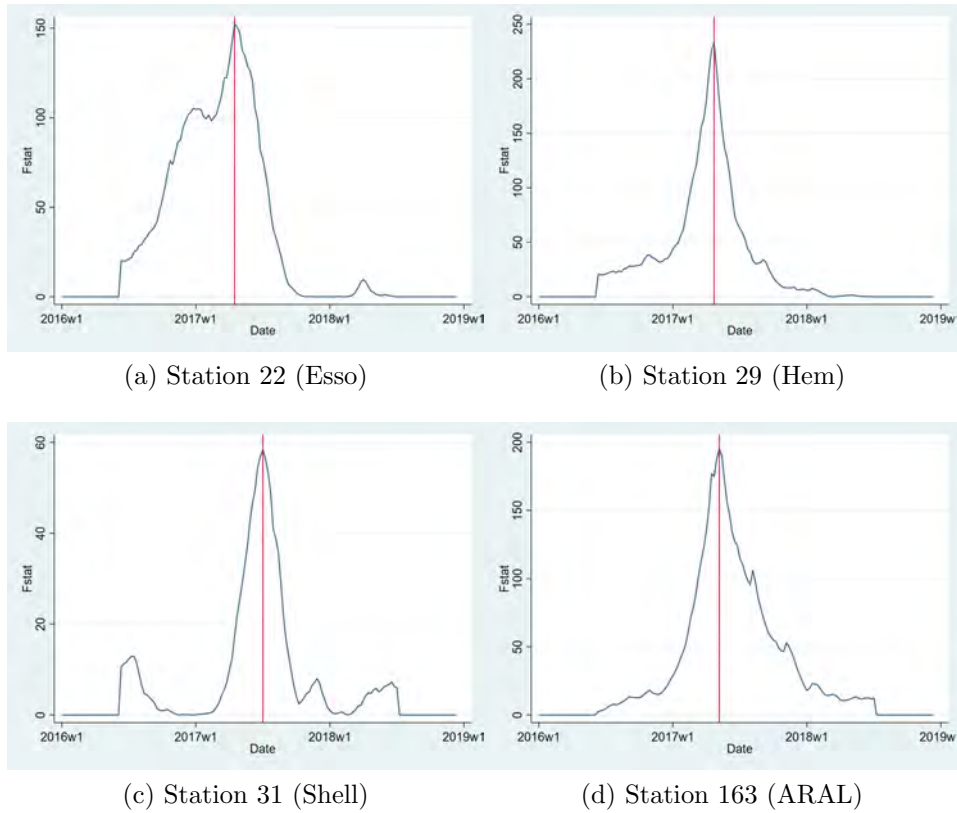 Fstat
150
100
50
0
2016w1 2017w1 2018w1 2019w1
Date
(a) Station 22 (Esso)
Fstat
250
200
150
100
50
0
2016w1 2017w1 2018w1 2019w
Date
(b) Station 29 (Hem)
Fstat
60
40
20
0
2016w1 2017w1 2018w1 2019w1
Date
(c) Station 31 (Shell)
Fstat
200
150
100
50
0
2016w1 2017w1 2018w1 2019w
Date
(d) Station 163 (ARAL)